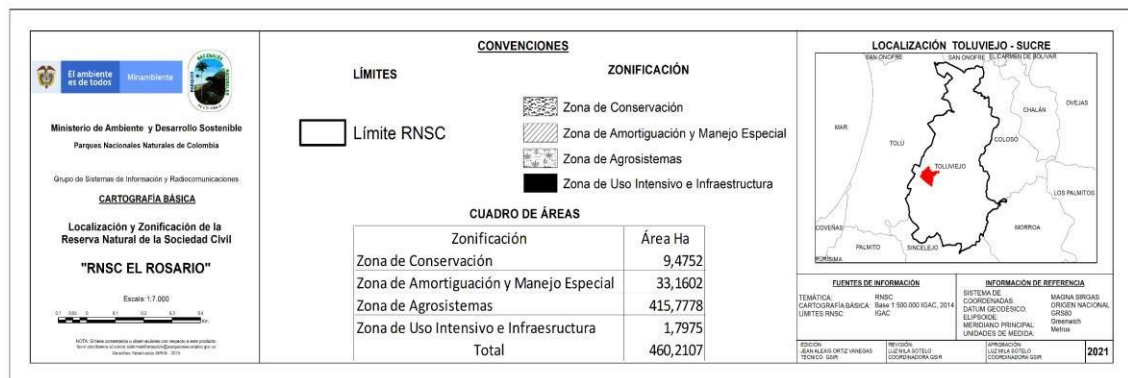 El ambiente
es de todos
Minambiente
Ministerio de Ambiente y Desarrollo Sostenible
Parques Nacionales Naturales de Colombia
Grupo de Sistemas de Información y Radiocomunicaciones
CARTOGRAFÍA BÁSICA
Localización y Zonificación de la
Reserva Natural de la Sociedad Civil
"RNSC EL ROSARIO"
Escala: 1:7.000
CONVENCIONES
LÍMITES
Límite RNSC
ZONIFICACIÓN
Zona de Conservación
Zona de Amortiguación y Manejo Especial
Zona de Agrosistemas
Zona de Uso Intensivo e Infraestructura
CUADRO DE ÁREAS
Zonificación Área Ha
Zona de Conservación 9,4752
Zona de Amortiguación y Manejo Especial 33,1602
Zona de Agrosistemas 415,7778
Zona de Uso Intensivo e Infraesructura 1,7975
Total 460,2107
LOCALIZACIÓN TOLUVIEJO - SUCRE
SAN ONOFRE SAN ONOFRE EL CARMEN DE BOLIVAR
CHALÁN
OVEJAS
MAR
TOLÚ
COLOSÓ
TOLUVIEJO
LOS PALMITOS
COVEÑAS
MORROA
PALMITO
SINCELEJO
PURÍSIMA
FUENTES DE INFORMACIÓN
TEMÁTICA: RNSC
CARTOGRAFÍA BÁSICA: Base 1:500.000 IGAC, 2014
LIMITES RNSC: IGAC
INFORMACIÓN DE REFERENCIA
SISTEMA DE
COORDENADAS: MAGNA SIRGAS
ORIGEN NACIONAL
DATUM GEODÉSICO:
ELIPSOIDE: GRS80
MERIDIANO PRINCIPAL: Greenwich
UNIDADES DE MEDIDA: Metros
EDICIÓN:
JEAN ALEXIS ORTIZ VANEGAS
TECNICO GSIR
REVISIÓN:
LUZ MILA SOTELO
COORDINADORA GSIR
APROBACIÓN:
LUZ MILA SOTELO
COORDINADORA GSIR
2021